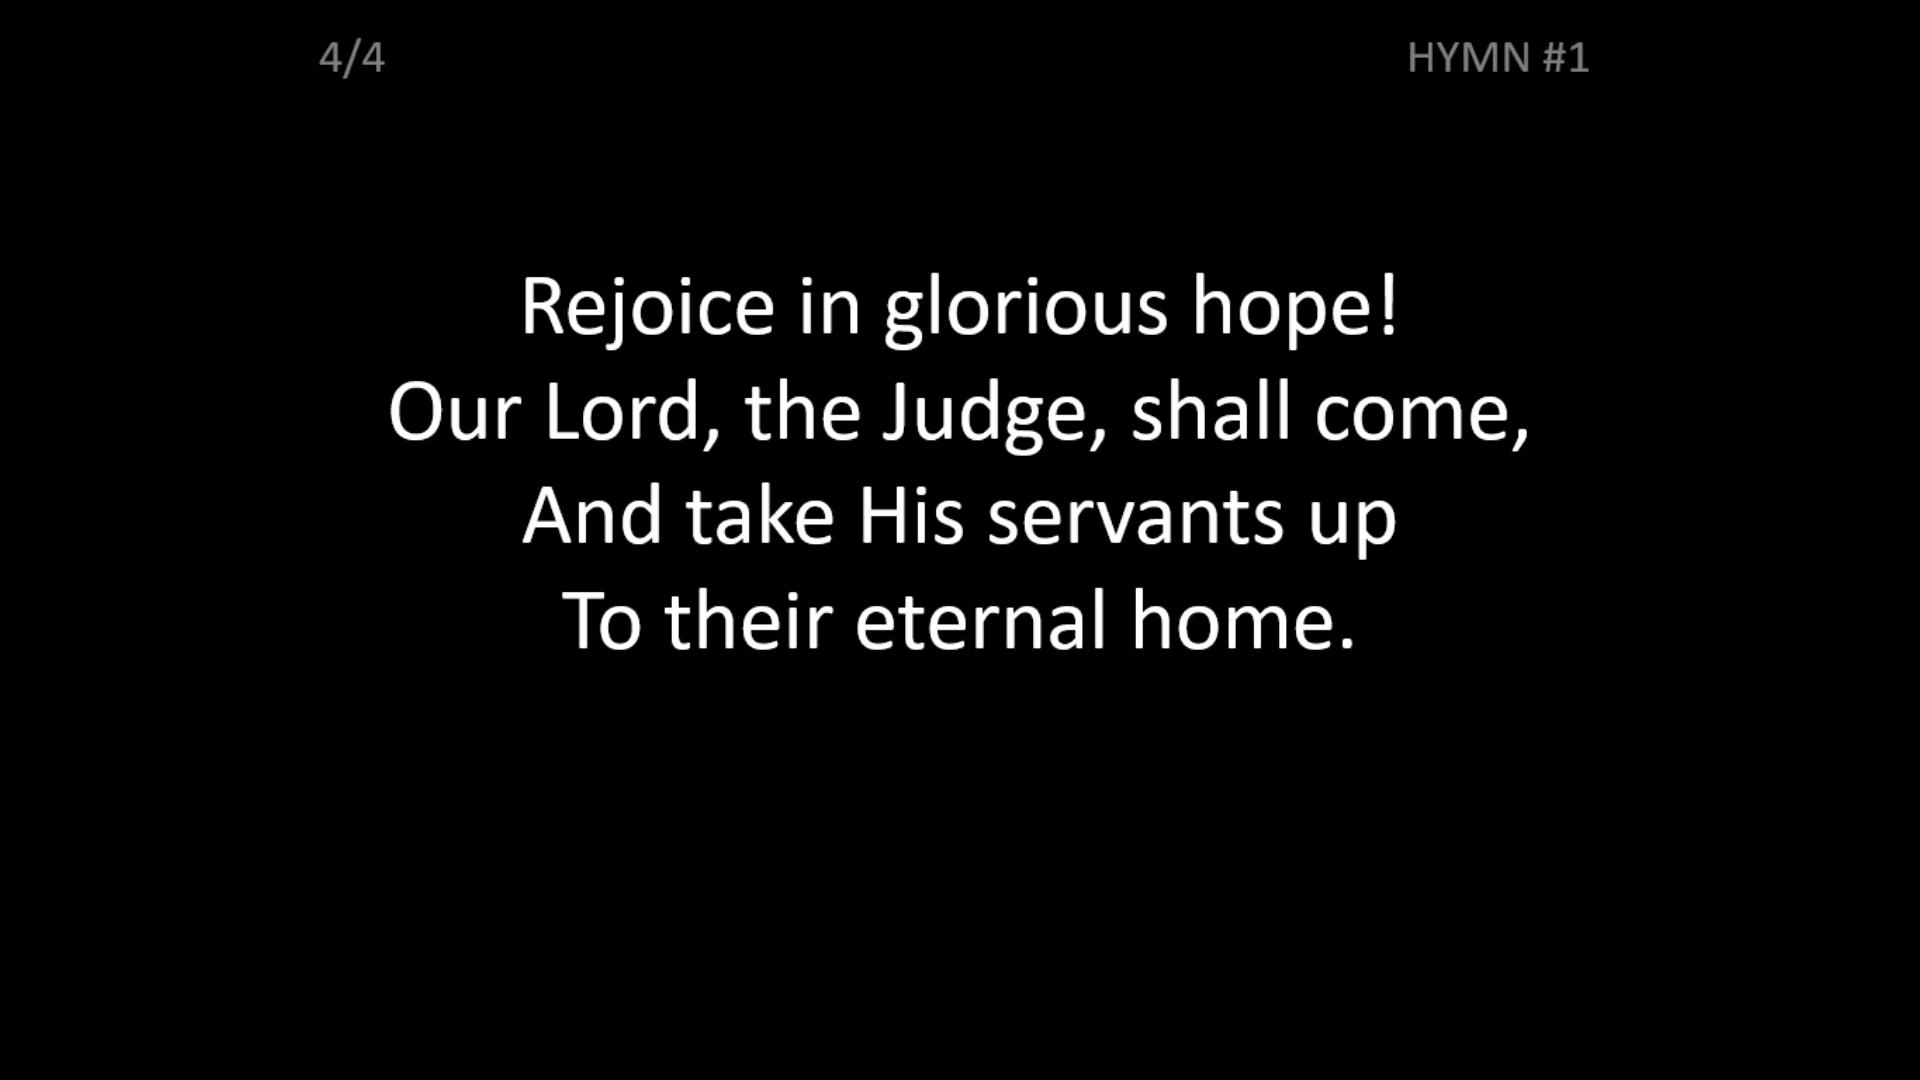 4/4
HYMN #1
Rejoice in glorious hope!
Our Lord, the Judge, shall come,
And take His servants up
To their eternal home.